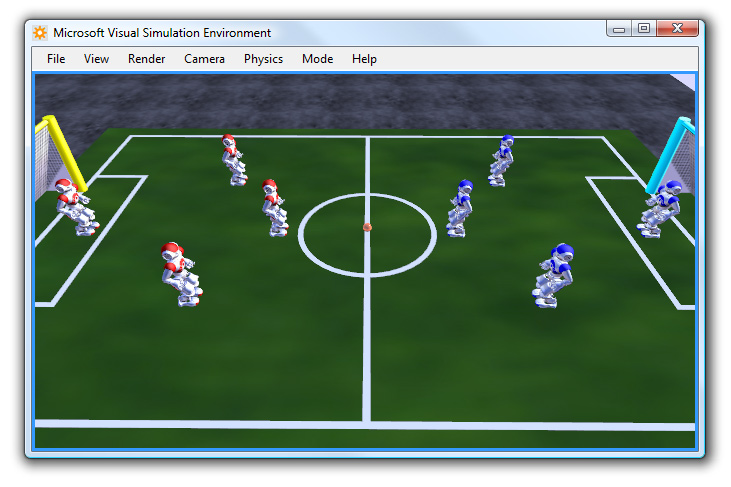 Microsoft Visual Simulation Environment
File View Render Camera Physics Mode Help